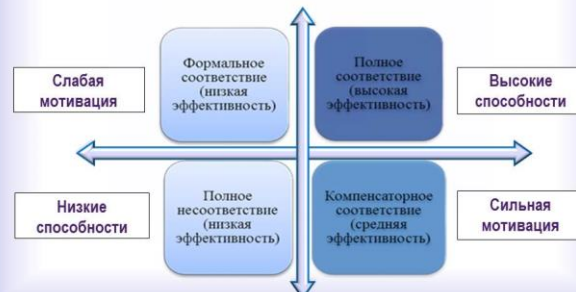 Слабая
мотивация
Формальное
соответствие
(низкая
эффективность)
Полное
соответствие
(высокая
эффективность)
Высокие
способности
Низкие
способности
Полное
несоответствие
(низкая
эффективность)
Компенсаторное
соответствие
(средняя
эффективность)
Сильная
мотивация